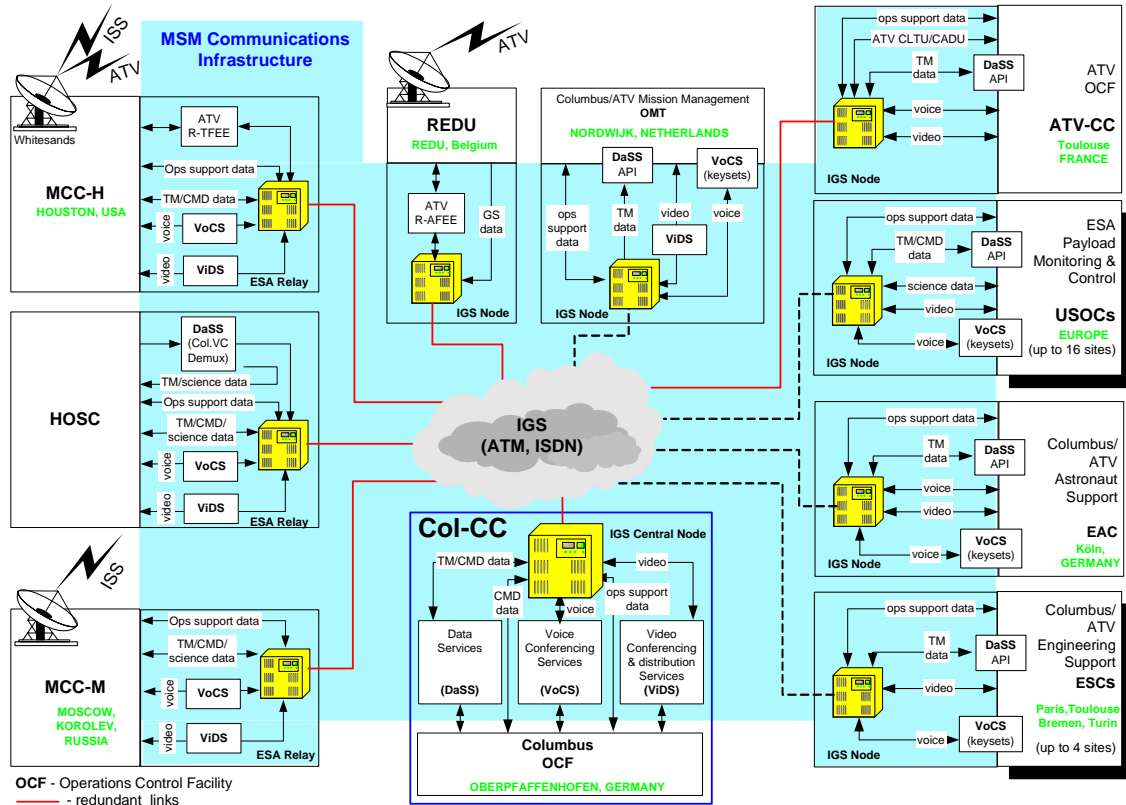 ISS
ATV
Whitesands
MSM Communications
Infrastructure
MCC-H
HOUSTON, USA
ATV
R-TFEE
Ops support data
TM/CMD data
voice
VoCS
video
ViDS
ESA Relay
ATV
REDU
REDU, Belgium
ATV
R-AFEE
GS
data
IGS Node
Columbus/ATV Mission Management
OMT
NORDWIJK, NETHERLANDS
DaSS
API
VoCS
(keysets)
ops
support
data
TM
data
video
voice
ViDS
IGS Node
ops support data
ATV CLTU/CADU
TM
data
DaSS
API
voice
video
IGS Node
ATV
OCF
ATV-CC
Toulouse
FRANCE
ops support data
TM/CMD
data
DaSS
API
science data
video
voice
VoCS
(keysets)
IGS Node
ESA
Payload
Monitoring &
Control
USOCs
EUROPE
(up to 16 sites)
HOSC
DaSS
(Col.VC
Demux)
TM/science data
Ops support data
TM/CMD/
science data
voice
VoCS
video
ViDS
ESA Relay
IGS
(ATM, ISDN)
ops support data
TM
data
DaSS
API
voice
video
voice
VoCS
(keysets)
IGS Node
Columbus/
ATV
Astronaut
Support
EAC
Köln,
GERMANY
ISS
MCC-M
MOSCOW,
KOROLEV,
RUSSIA
Ops support data
TM/CMD/
science data
voice
VoCS
video
ViDS
ESA Relay
Col-CC
IGS Central Node
TM/CMD data
CMD
data
voice
video
ops support
data
Data
Services
(DaSS)
Voice
Conferencing
Services
(VoCS)
Video
Conferencing
& distribution
Services
(ViDS)
Columbus
OCF
OBERPFAFFENHOFEN, GERMANY
ops support data
TM
data
DaSS
API
video
voice
VoCS
(keysets)
IGS Node
Columbus/
ATV
Engineering
Support
ESCs
Paris,Toulouse
Bremen, Turin
(up to 4 sites)
OCF - Operations Control Facility
- redundant links